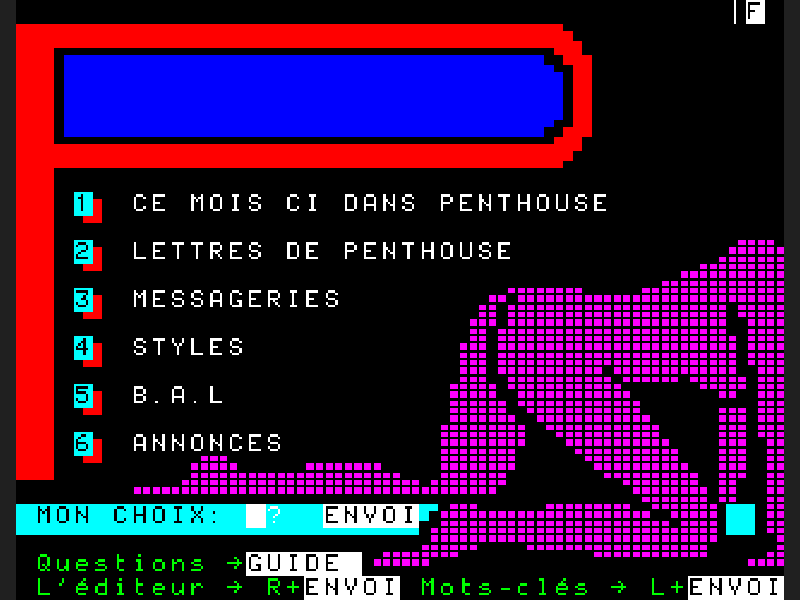 F
1 CE MOIS CI DANS PENTHOUSE
2 LETTRES DE PENTHOUSE
3 MESSAGERIES
4 STYLES
5 B.A.L
6 ANNONCES
MON CHOIX: ? ENVOI
Questions →GUIDE
L'éditeur → R+ENVOI Mots-clés → L+ENVOI